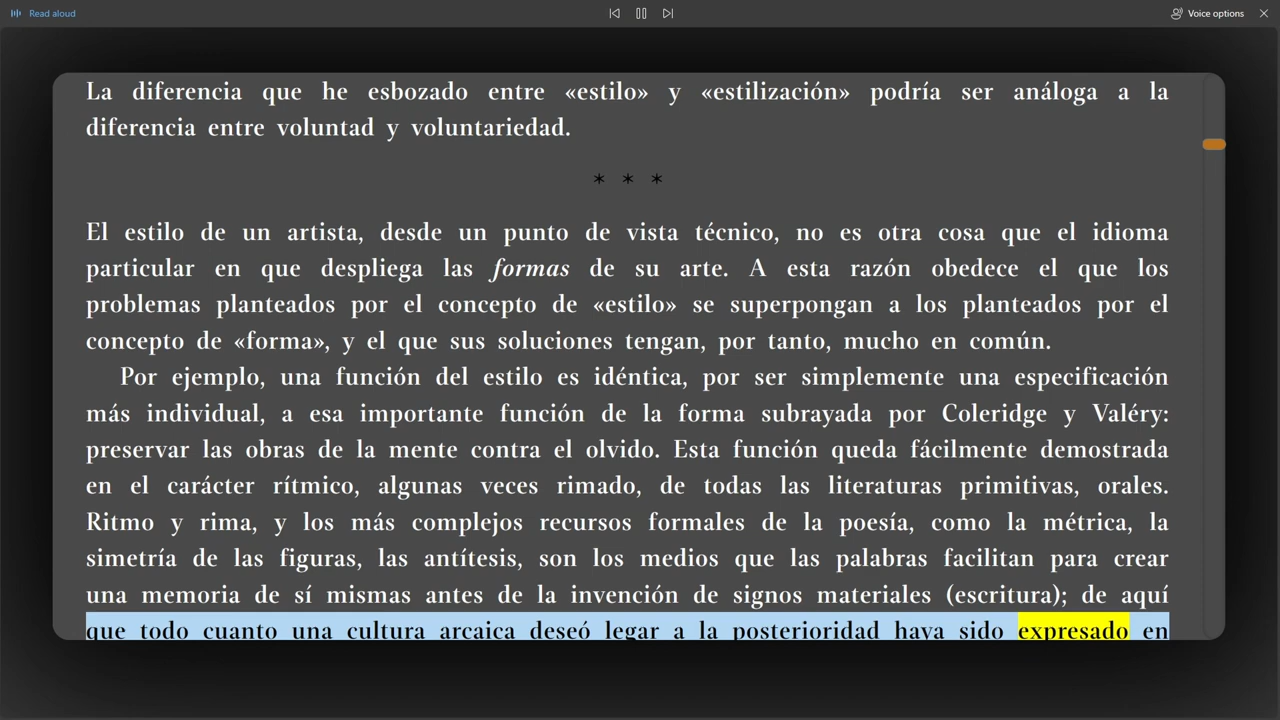 Read aloud
Voice options
La diferencia que he esbozado entre «estilo» y «estilización» podría ser análoga a la
diferencia entre voluntad y voluntariedad.
* * *
El estilo de un artista, desde un punto de vista técnico, no es otra cosa que el idioma
particular en que despliega las formas de su arte. A esta razón obedece el que los
problemas planteados por el concepto de «estilo» se superpongan a los planteados por el
concepto de «forma», y el que sus soluciones tengan, por tanto, mucho en común.
Por ejemplo, una función del estilo es idéntica, por ser simplemente una especificación
más individual, a esa importante función de la forma subrayada por Coleridge y Valéry:
preservar las obras de la mente contra el olvido. Esta función queda fácilmente demostrada
en el carácter rítmico, algunas veces rimado, de todas las literaturas primitivas, orales.
Ritmo y rima, y los más complejos recursos formales de la poesía, como la métrica, la
simetría de las figuras, las antítesis, son los medios que las palabras facilitan para crear
una memoria de sí mismas antes de la invención de signos materiales (escritura); de aquí
que todo cuanto una cultura arcaica deseó legar a la posterioridad haya sido expresado en